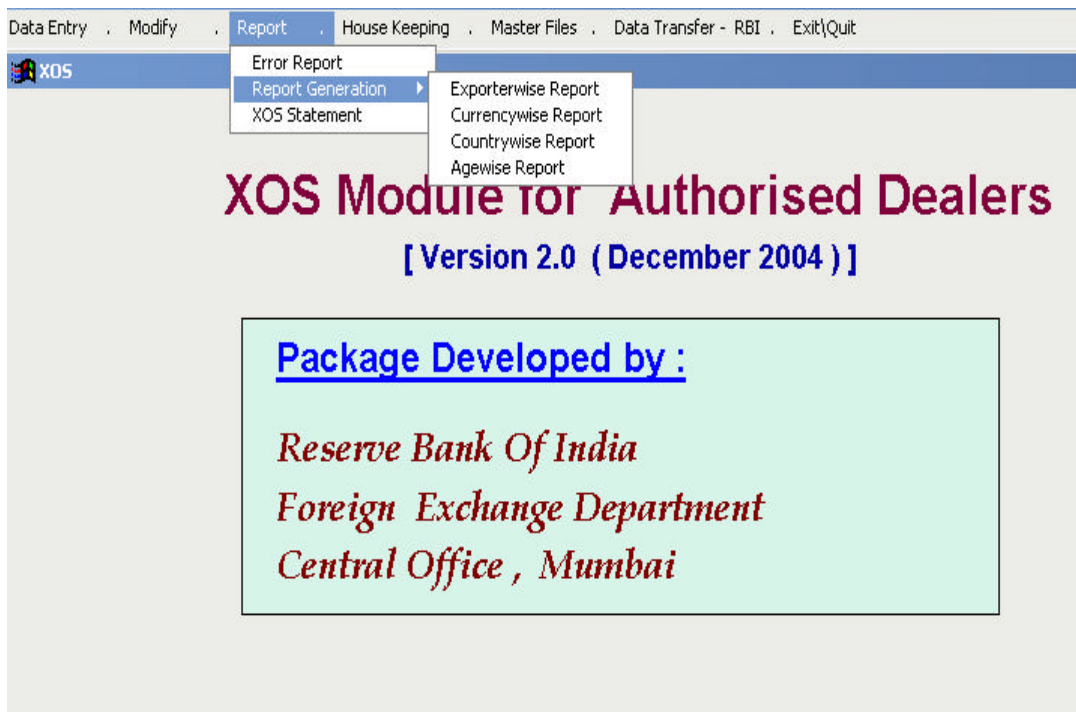 Data Entry . Modify . Report . House Keeping . Master Files . Data Transfer - RBI . Exit\Quit
XOS
Error Report
Report Generation
XOS Statement
Exporterwise Report
Currencywise Report
Countrywise Report
Agewise Report
XOS Module for Authorised Dealers
[ Version 2.0 ( December 2004 ) ]
Package Developed by :
Reserve Bank Of India
Foreign Exchange Department
Central Office , Mumbai